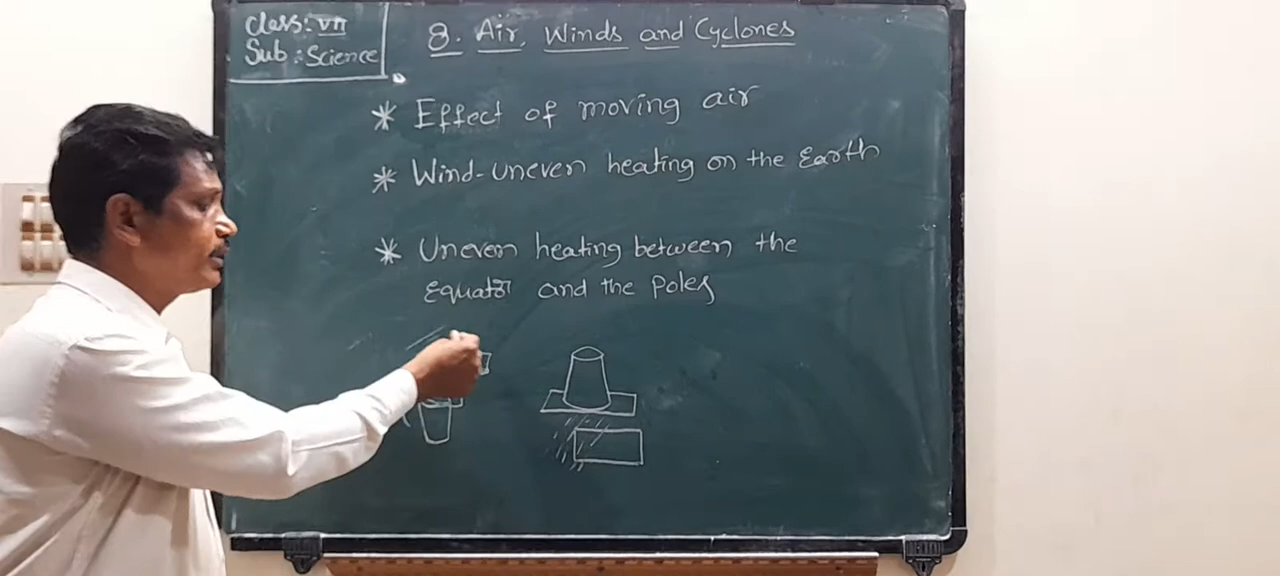 Class: VII
Sub: Science
8. Air, Winds and Cyclones
* Effect of moving air
* Wind-uneven heating on the Earth
* Uneven heating between the
Equator and the Poles